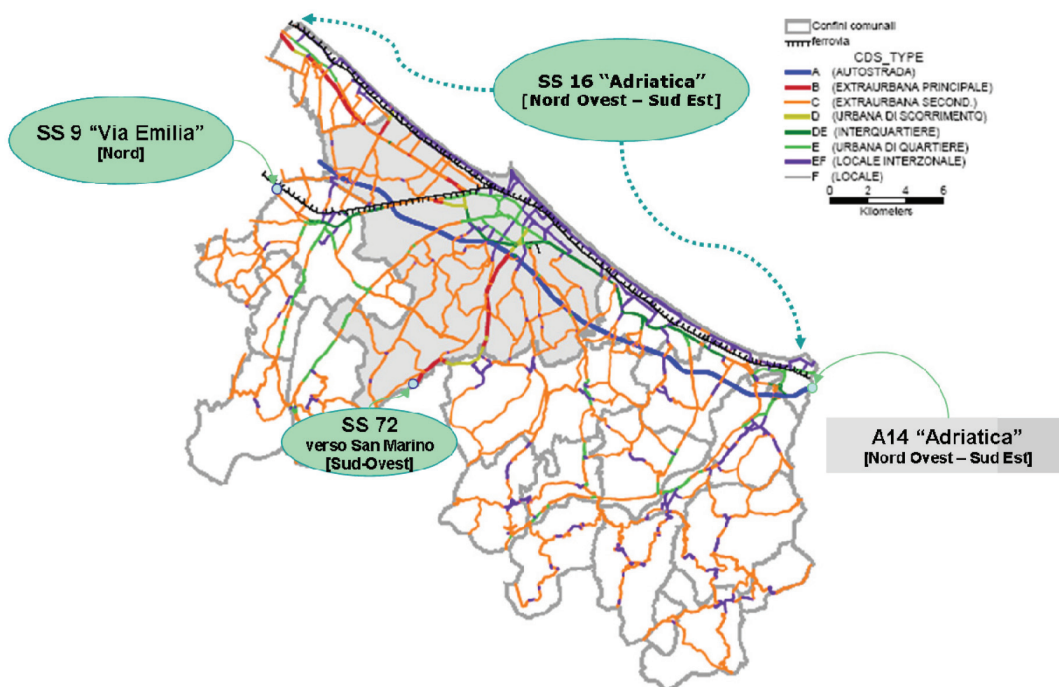 SS 16 “Adriatica”
[Nord Ovest – Sud Est]
SS 9 “Via Emilia”
[Nord]
Confini comunali
ferrovia
CDS_TYPE
A (AUTOSTRADA)
B (EXTRAURBANA PRINCIPALE)
C (EXTRAURBANA SECOND.)
D (URBANA DI SCORRIMENTO)
DE (INTERQUARTIERE)
E (URBANA DI QUARTIERE)
EF (LOCALE INTERZONALE)
F (LOCALE)
0 2 4 6
Kilometers
SS 72
verso San Marino
[Sud-Ovest]
A14 “Adriatica”
[Nord Ovest – Sud Est]